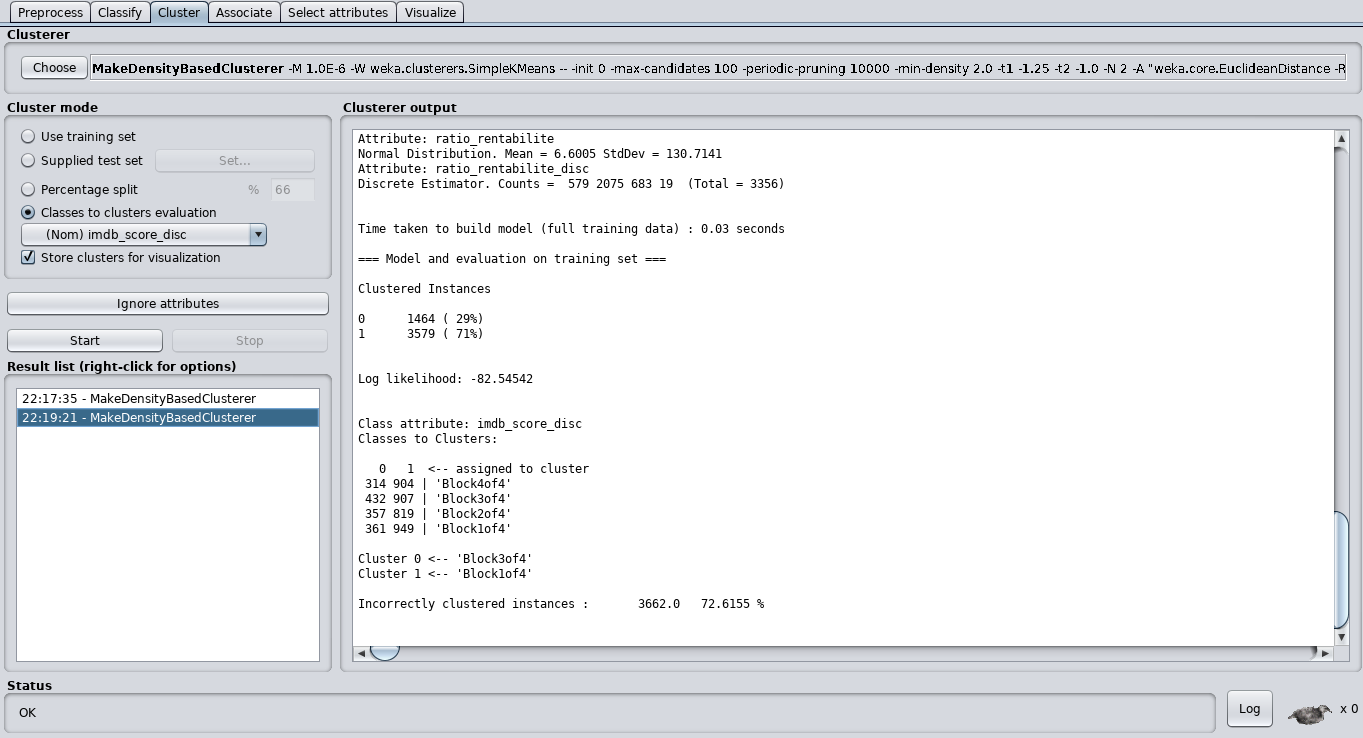 Preprocess Classify Cluster Associate Select attributes Visualize
Clusterer
Choose MakeDensityBasedClusterer -M 1.0E-6 -W weka.clusterers.SimpleKMeans -- -init 0 -max-candidates 100 -periodic-pruning 10000 -min-density 2.0 -t1 -1.25 -t2 -1.0 -N 2 -A "weka.core.EuclideanDistance -R
Cluster mode
Use training set
Supplied test set Set...
Percentage split % 66
Classes to clusters evaluation
(Nom) imdb_score_disc
Store clusters for visualization
Ignore attributes
Start Stop
Result list (right-click for options)
22:17:35 - MakeDensityBasedClusterer
22:19:21 - MakeDensityBasedClusterer
Clusterer output
Attribute: ratio_rentabilite
Normal Distribution. Mean = 6.6005 StdDev = 130.7141
Attribute: ratio_rentabilite_disc
Discrete Estimator. Counts =  579 2075 683 19  (Total = 3356)
Time taken to build model (full training data) : 0.03 seconds
=== Model and evaluation on training set ===
Clustered Instances
0      1464 ( 29%)
1      3579 ( 71%)
Log likelihood: -82.54542
Class attribute: imdb_score_disc
Classes to Clusters:
0   1  <-- assigned to cluster
314 904 | 'Block4of4'
432 907 | 'Block3of4'
357 819 | 'Block2of4'
361 949 | 'Block1of4'
Cluster 0 <-- 'Block3of4'
Cluster 1 <-- 'Block1of4'
Incorrectly clustered instances :       3662.0   72.6155 %
Status
OK
Log
x 0